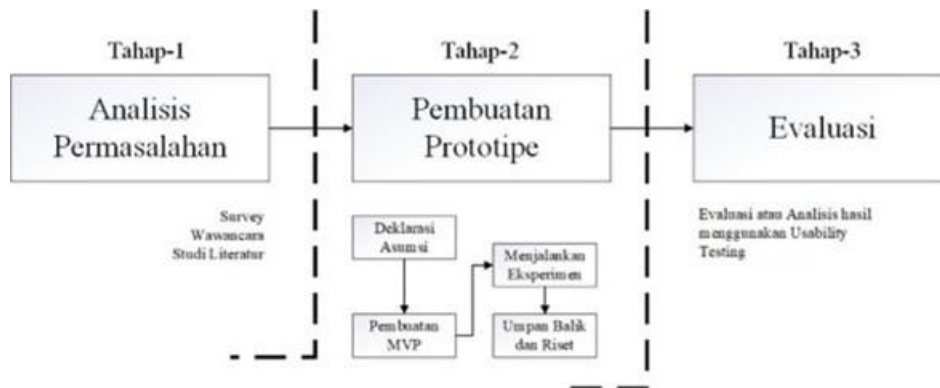 Tahap-1
Analisis
Permasalahan
Survey
Wawancara
Studi Literatur
Tahap-2
Pembuatan
Prototipe
Deklarasi
Asumsi
Pembuatan
MVP
Menjalankan
Eksperimen
Umpan Balik
dan Riset
Tahap-3
Evaluasi
Evaluasi atau Analisis hasil
menggunakan Usability
Testing